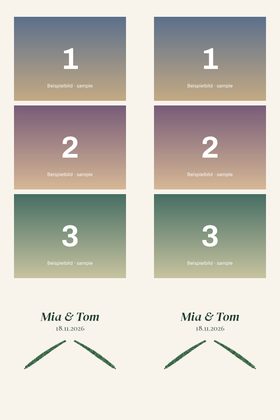 1
Beispielbild · sample
2
Beispielbild · sample
3
Beispielbild · sample
Mia & Tom
18.11.2026
1
Beispielbild · sample
2
Beispielbild · sample
3
Beispielbild · sample
Mia & Tom
18.11.2026